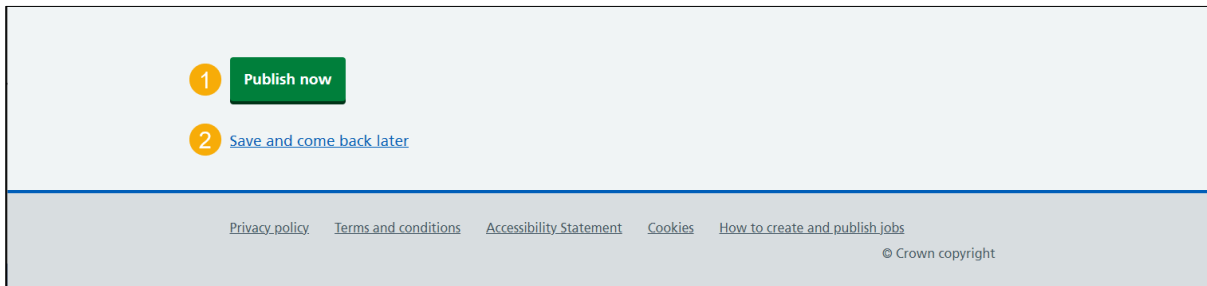 1 Publish now
2 Save and come back later
Privacy policy Terms and conditions Accessibility Statement Cookies How to create and publish jobs
© Crown copyright